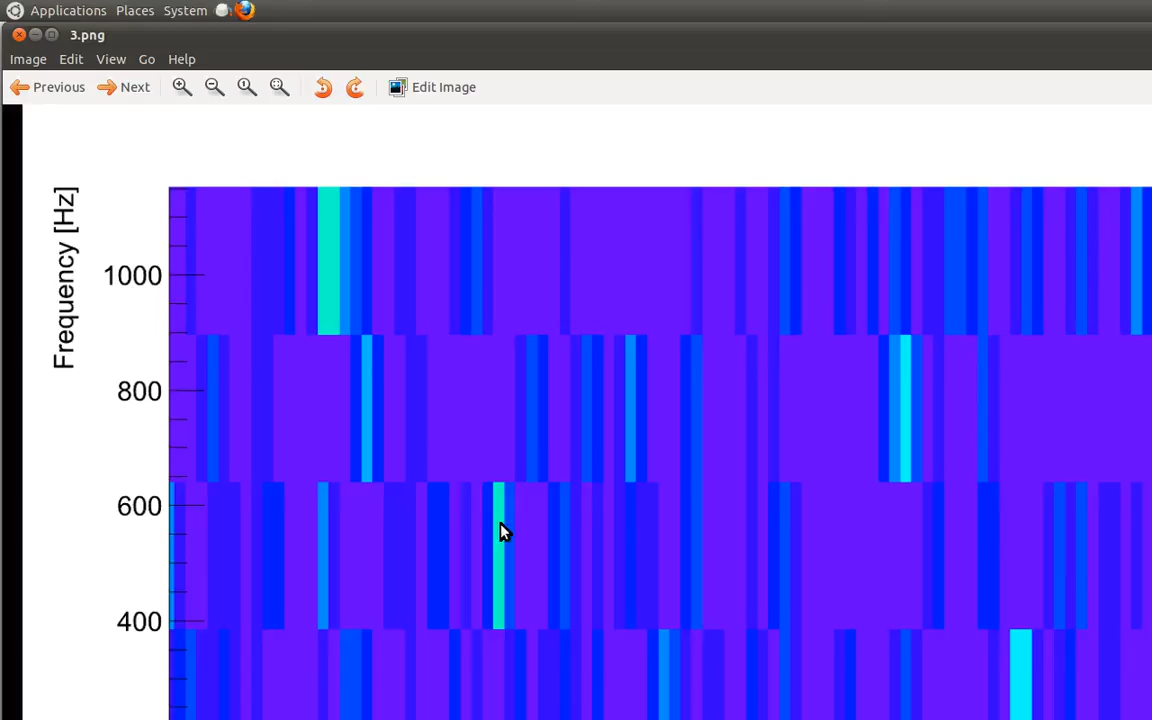 Applications Places System
3.png
Image Edit View Go Help
Previous Next Edit Image
Frequency [Hz]
1000
800
600
400